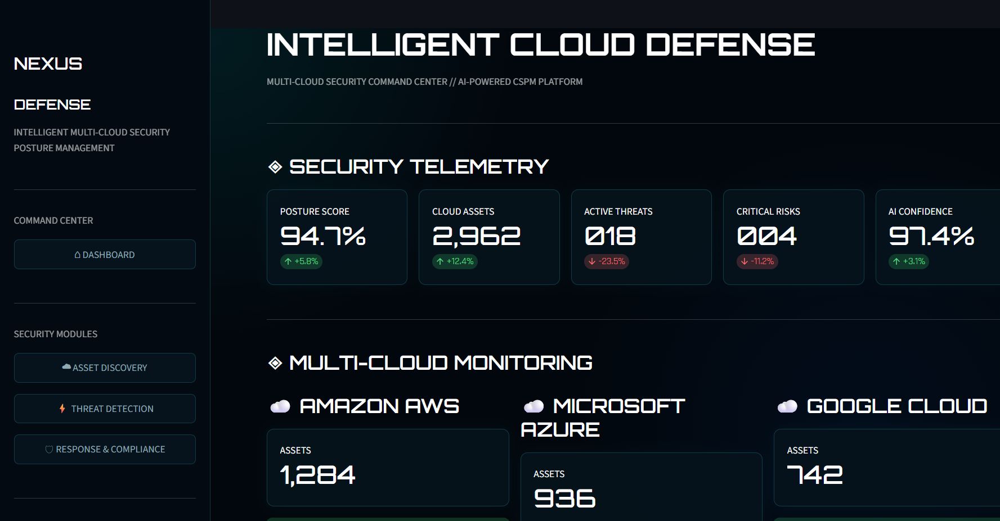 NEXUS
DEFENSE
INTELLIGENT MULTI-CLOUD SECURITY
POSTURE MANAGEMENT
COMMAND CENTER
DASHBOARD
SECURITY MODULES
ASSET DISCOVERY
THREAT DETECTION
RESPONSE & COMPLIANCE
INTELLIGENT CLOUD DEFENSE
MULTI-CLOUD SECURITY COMMAND CENTER // AI-POWERED CSPM PLATFORM
SECURITY TELEMETRY
POSTURE SCORE
94.7%
↑ +5.8%
CLOUD ASSETS
2,962
↑ +12.4%
ACTIVE THREATS
018
↓ -23.5%
CRITICAL RISKS
004
↓ -11.2%
AI CONFIDENCE
97.4%
↑ +3.1%
MULTI-CLOUD MONITORING
AMAZON AWS
ASSETS
1,284
MICROSOFT
AZURE
ASSETS
936
GOOGLE CLOUD
ASSETS
742